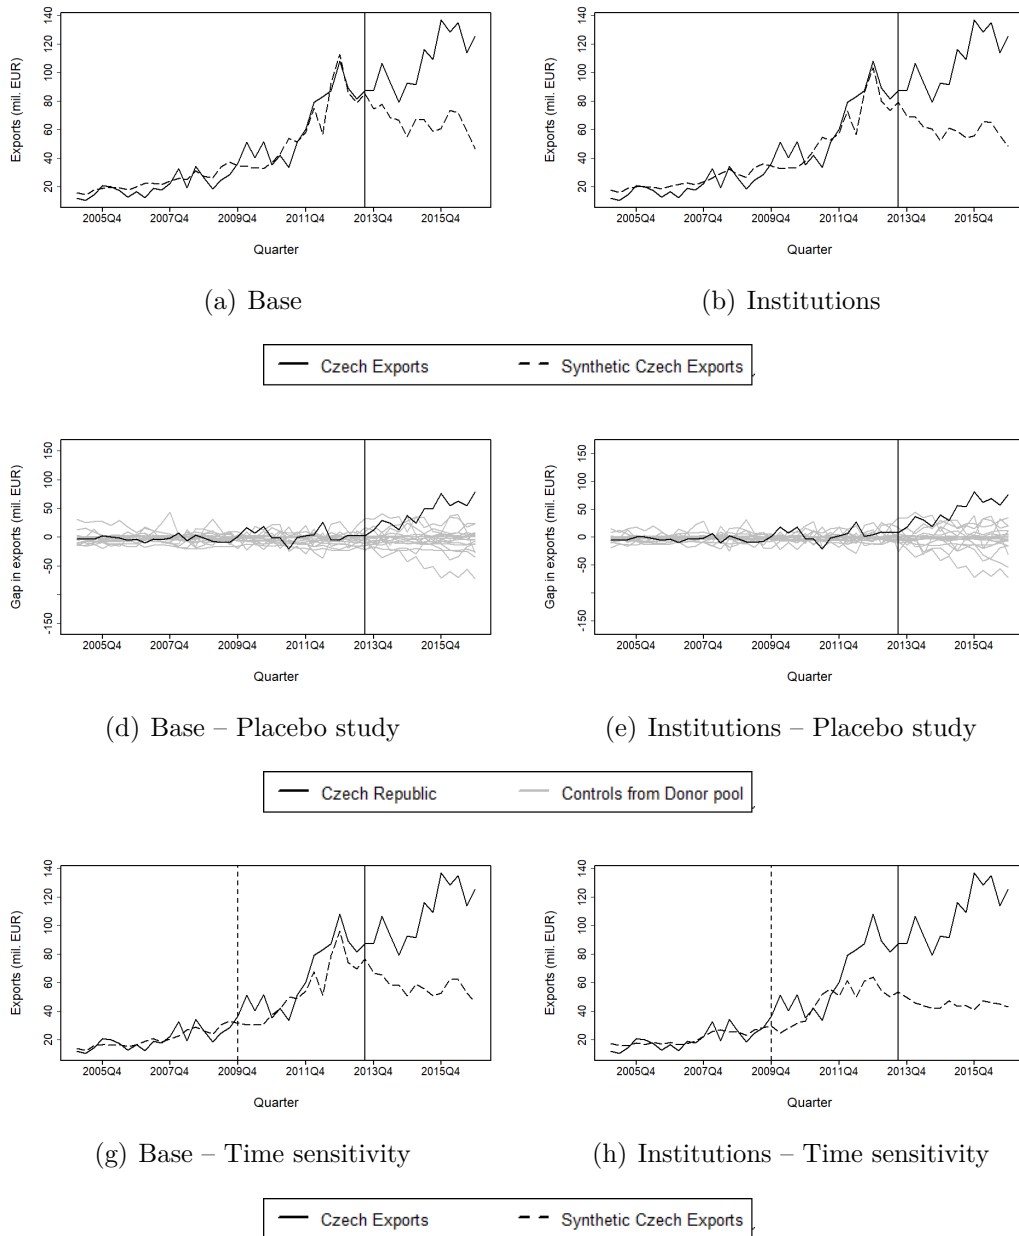 Exports (mil. EUR)
140
120
100
80
60
40
20
2005Q4 2007Q4 2009Q4 2011Q4 2013Q4 2015Q4
Quarter
(a) Base
Exports (mil. EUR)
140
120
100
80
60
40
20
2005Q4 2007Q4 2009Q4 2011Q4 2013Q4 2015Q4
Quarter
(b) Institutions
Czech Exports Synthetic Czech Exports
Gap in exports (mil. EUR)
150
100
50
0
-50
-150
2005Q4 2007Q4 2009Q4 2011Q4 2013Q4 2015Q4
Quarter
(d) Base – Placebo study
Gap in exports (mil. EUR)
150
100
50
0
-50
-150
2005Q4 2007Q4 2009Q4 2011Q4 2013Q4 2015Q4
Quarter
(e) Institutions – Placebo study
Czech Republic Controls from Donor pool
Exports (mil. EUR)
140
120
100
80
60
40
20
2005Q4 2007Q4 2009Q4 2011Q4 2013Q4 2015Q4
Quarter
(g) Base – Time sensitivity
Exports (mil. EUR)
140
120
100
80
60
40
20
2005Q4 2007Q4 2009Q4 2011Q4 2013Q4 2015Q4
Quarter
(h) Institutions – Time sensitivity
Czech Exports Synthetic Czech Exports